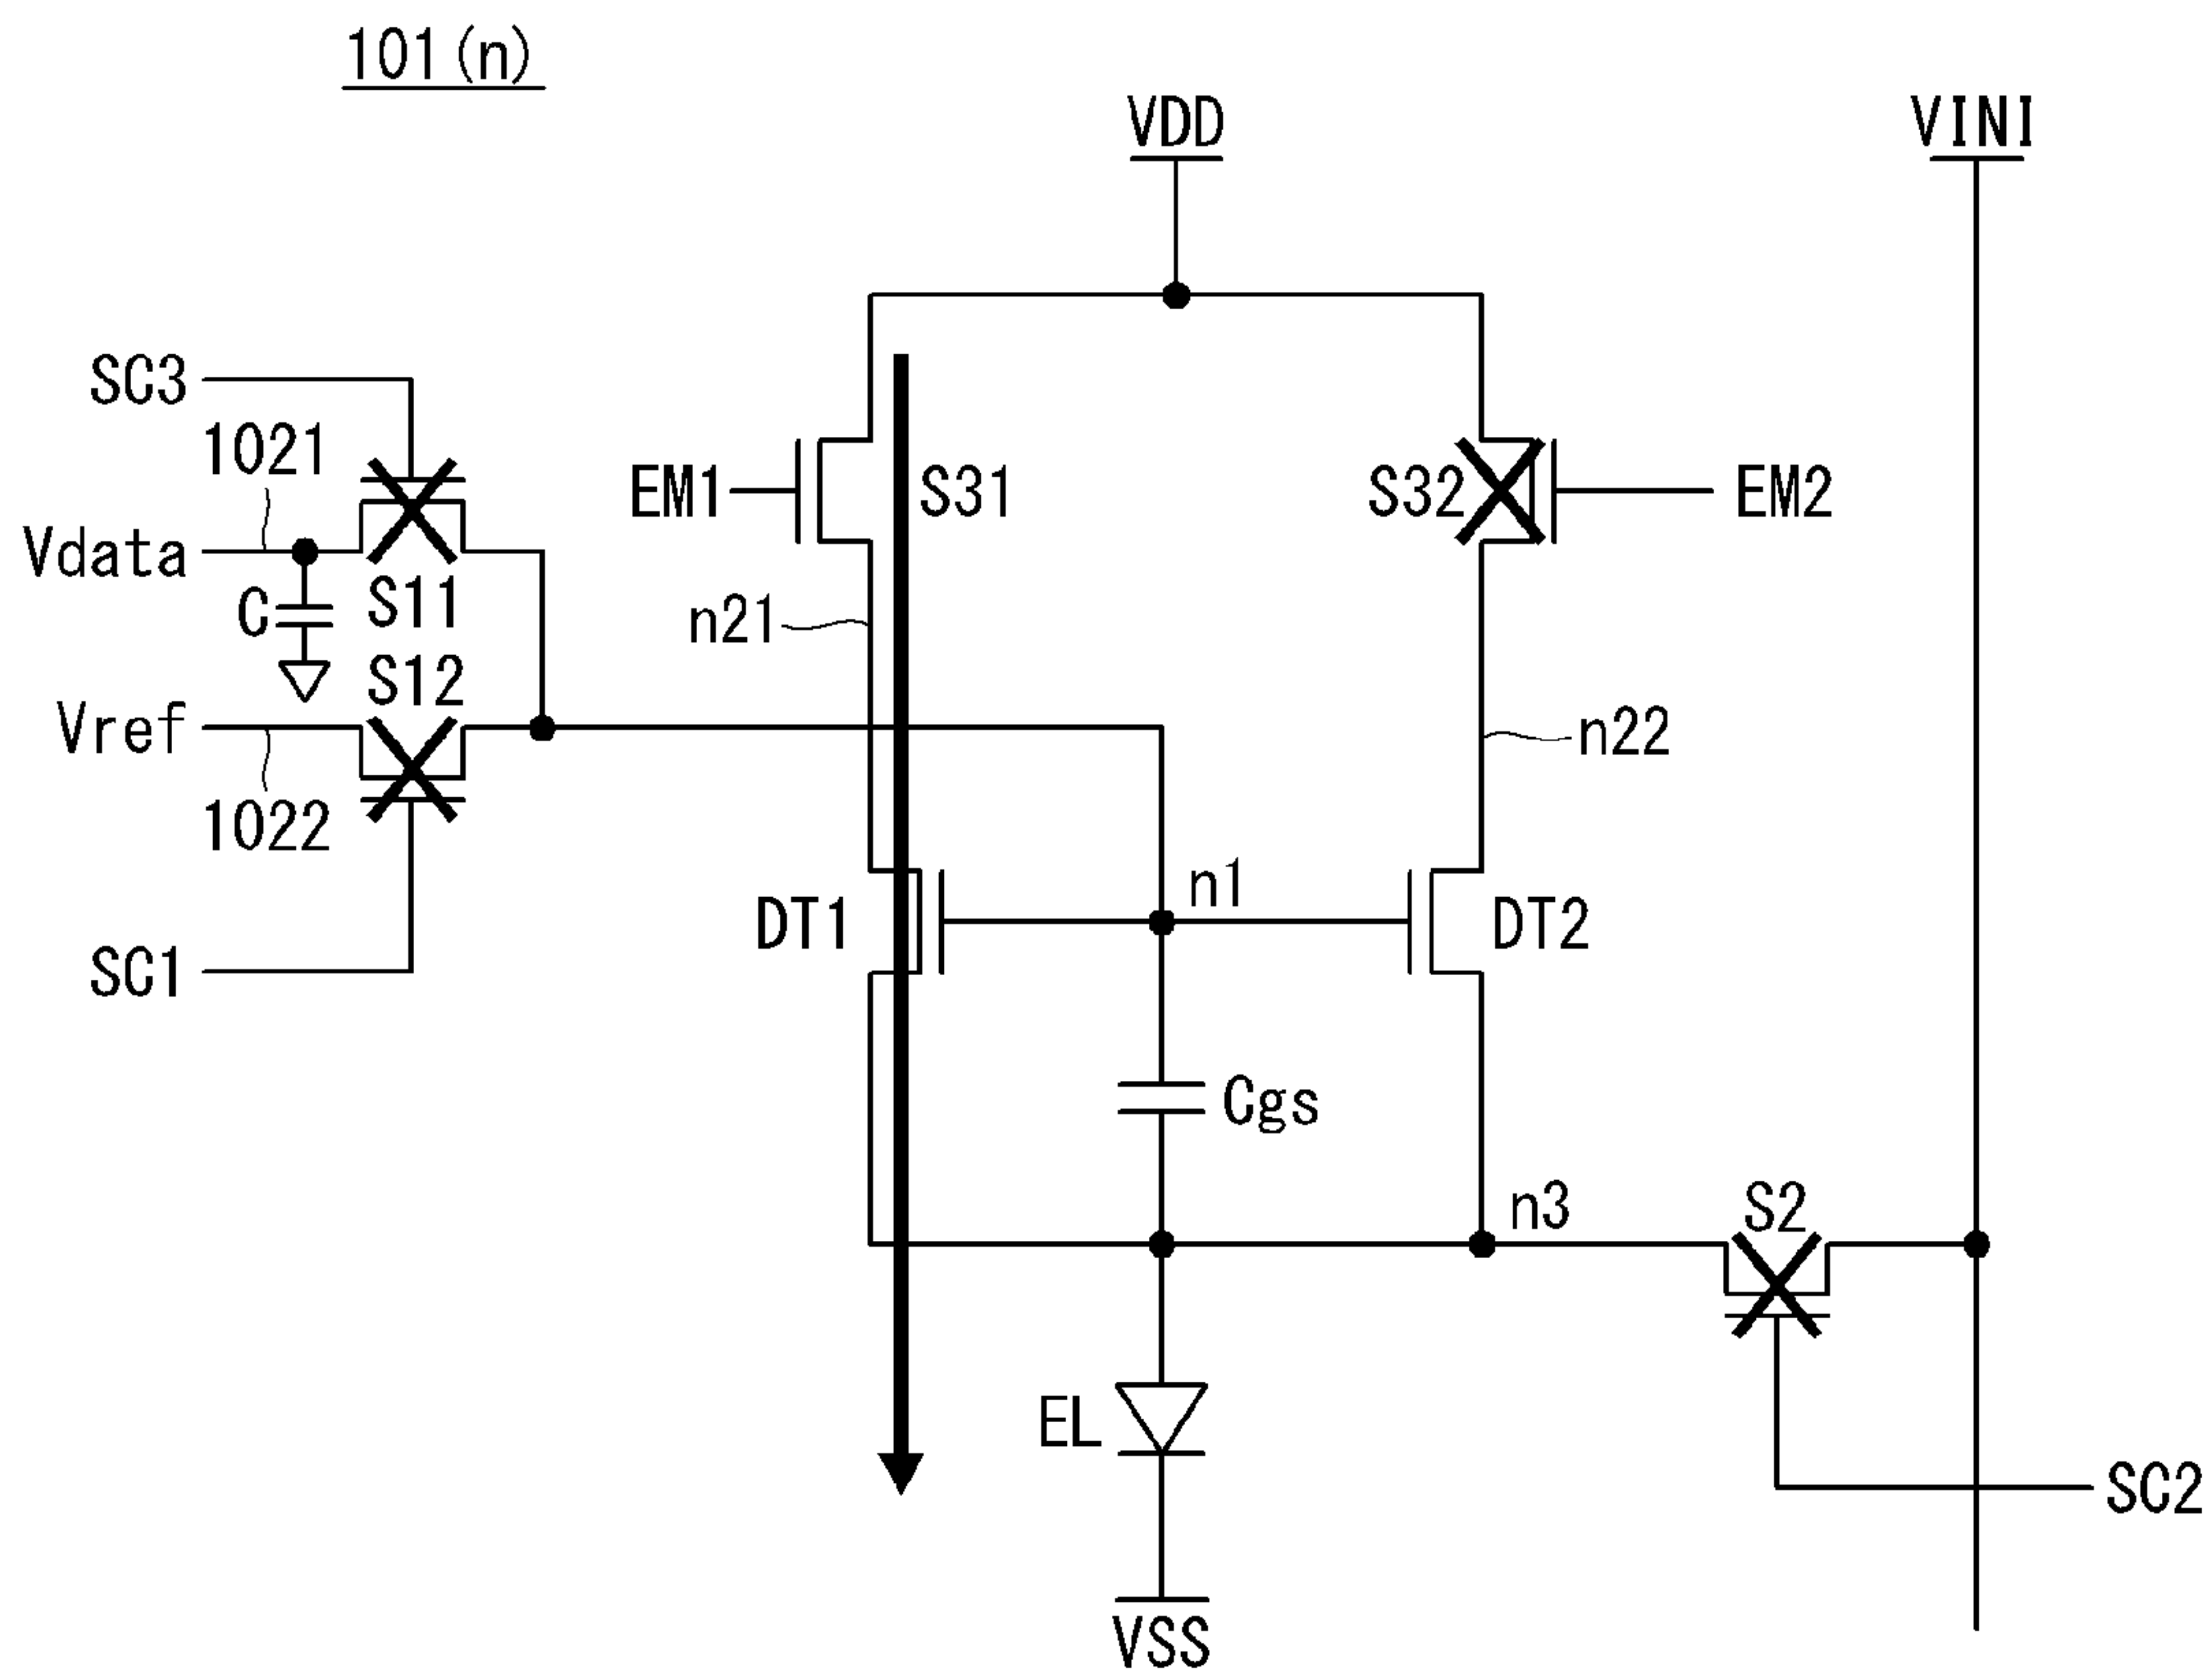 101(n)
VDD
VINI
SC3
1021
EM1
S31
S32
EM2
Vdata
C
S11
n21
S12
Vref
n22
1022
n1
DT1
DT2
SC1
Cgs
n3
S2
EL
SC2
VSS